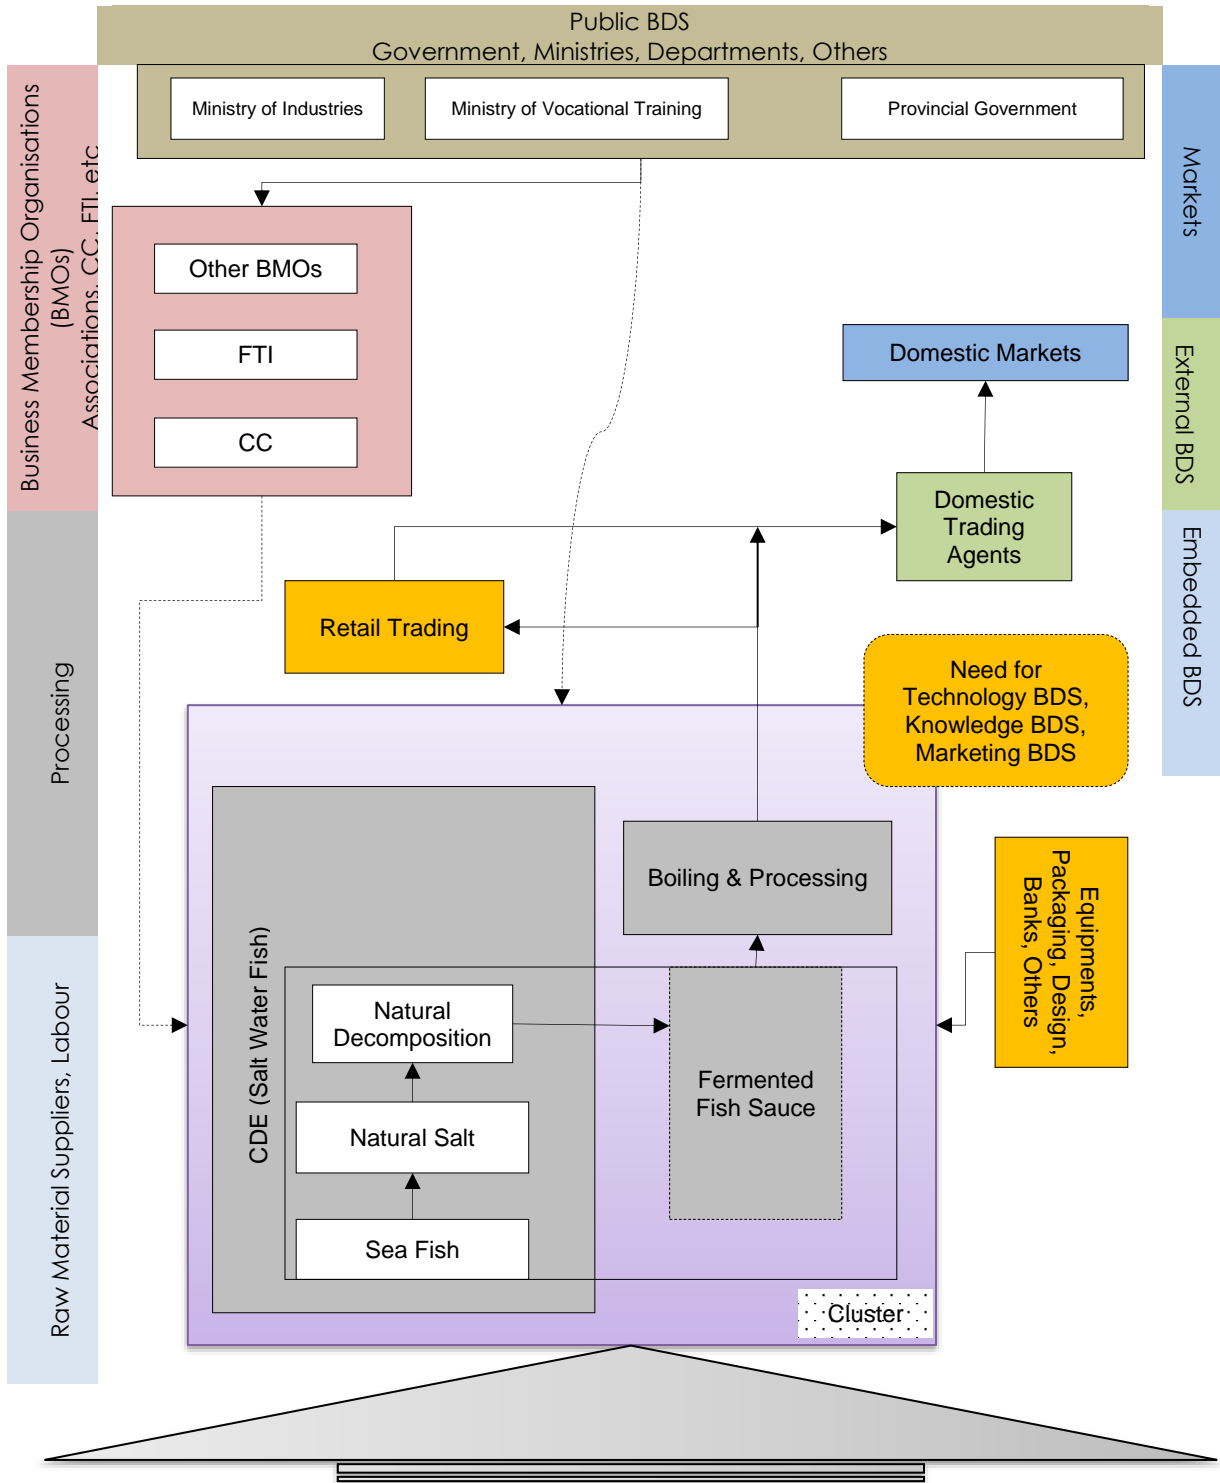 Public BDS
Government, Ministries, Departments, Others
Ministry of Industries
Ministry of Vocational Training
Provincial Government
Business Membership Organisations
(BMOs)
Associations, CC, FTI, etc
Processing
Raw Material Suppliers, Labour
Markets
External BDS
Embedded BDS
Other BMOs
FTI
CC
Domestic Markets
Domestic
Trading
Agents
Retail Trading
Need for
Technology BDS,
Knowledge BDS,
Marketing BDS
Boiling & Processing
Equipments,
Packaging, Design,
Banks, Others
CDE (Salt Water Fish)
Natural
Decomposition
Fermented
Fish Sauce
Natural Salt
Sea Fish
Cluster